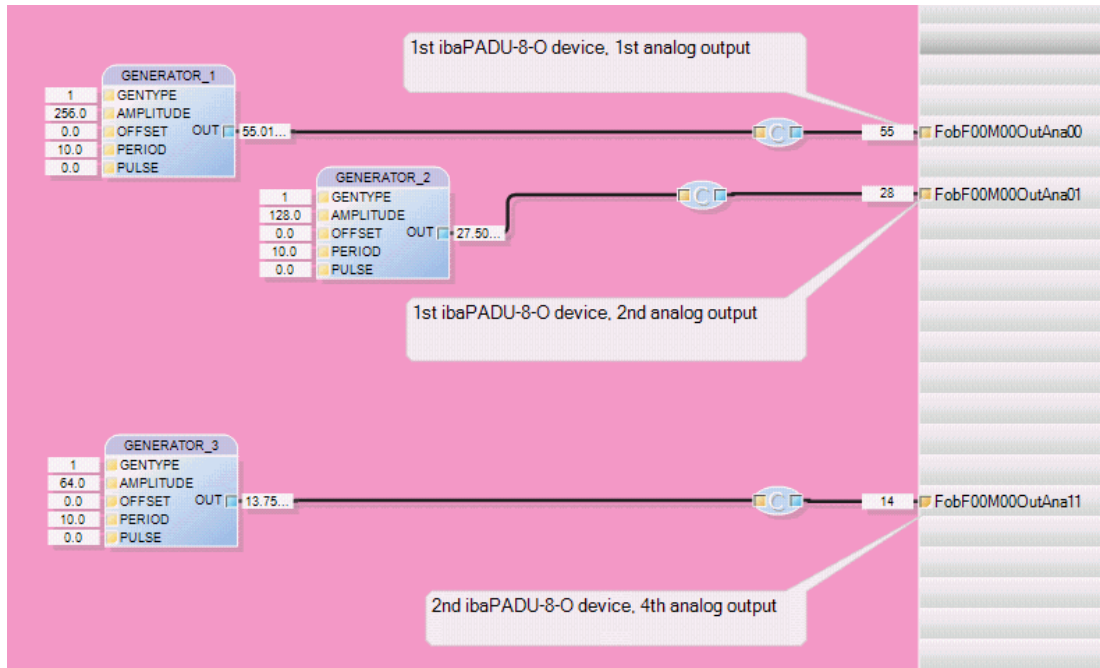 1st ibaPADU-8-O device, 1st analog output
GENERATOR_1
1 GENTYPE
256.0 AMPLITUDE
0.0 OFFSET OUT 55.01...
10.0 PERIOD
0.0 PULSE
C
55 FobF00M00OutAna00
GENERATOR_2
1 GENTYPE
128.0 AMPLITUDE
0.0 OFFSET OUT 27.50...
10.0 PERIOD
0.0 PULSE
C
28 FobF00M00OutAna01
1st ibaPADU-8-O device, 2nd analog output
GENERATOR_3
1 GENTYPE
64.0 AMPLITUDE
0.0 OFFSET OUT 13.75...
10.0 PERIOD
0.0 PULSE
C
14 FobF00M00OutAna11
2nd ibaPADU-8-O device, 4th analog output